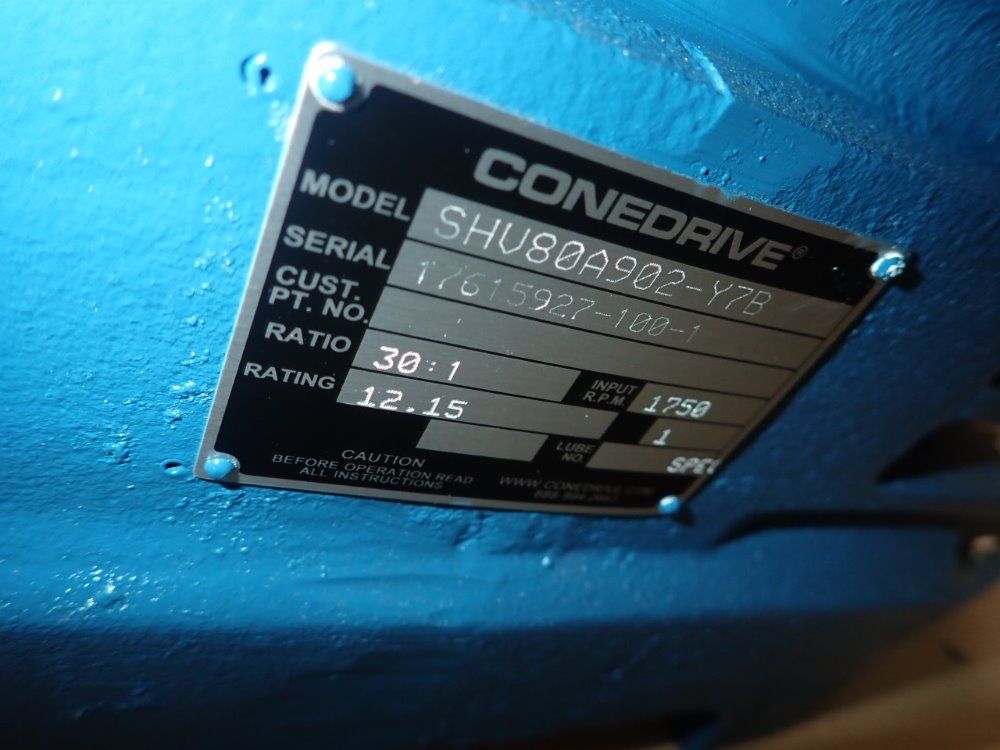 CONEDRIVE®
MODEL SHV80A902-Y7B
SERIAL 17615927-100-1
CUST.
PT. NO.
RATIO 30:1 INPUT
R.P.M. 1750
RATING 12.15 1
LUBE
NO.
CAUTION
BEFORE OPERATION READ
ALL INSTRUCTIONS
WWW.CONEDRIVE.COM